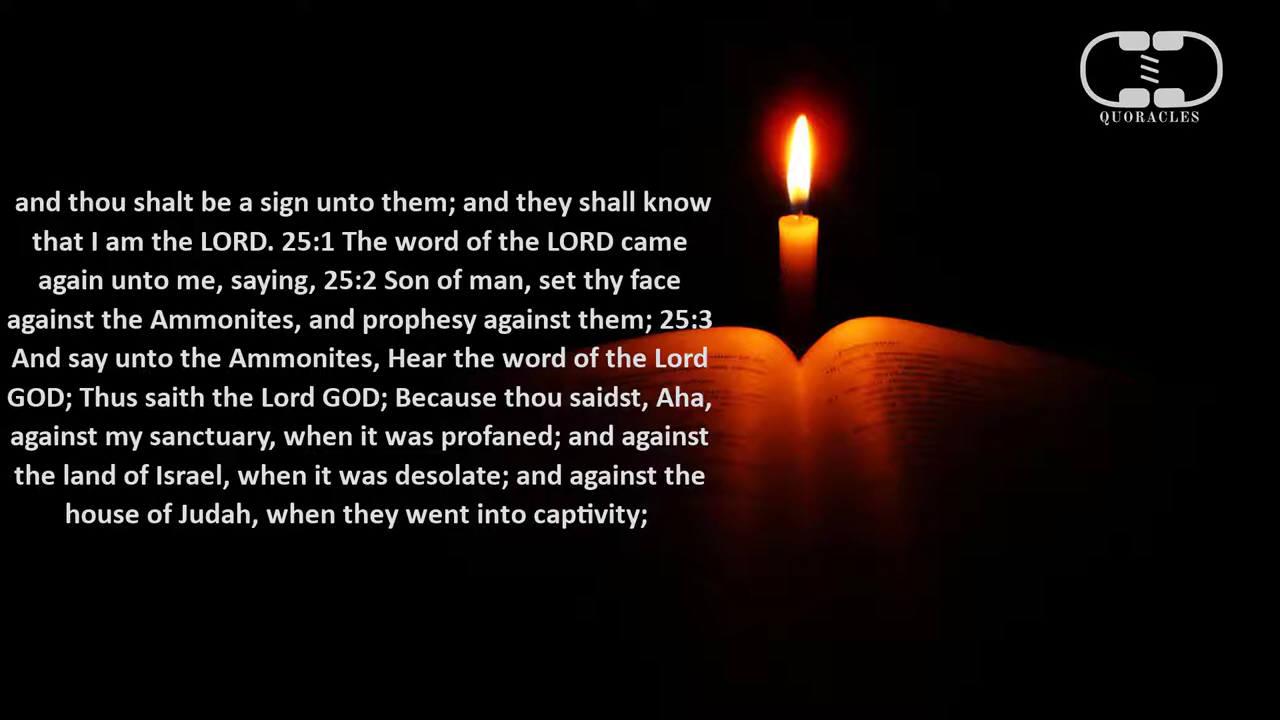 QUORACLES
and thou shalt be a sign unto them; and they shall know
that I am the LORD. 25:1 The word of the LORD came
again unto me, saying, 25:2 Son of man, set thy face
against the Ammonites, and prophesy against them; 25:3
And say unto the Ammonites, Hear the word of the Lord
GOD; Thus saith the Lord GOD; Because thou saidst, Aha,
against my sanctuary, when it was profaned; and against
the land of Israel, when it was desolate; and against the
house of Judah, when they went into captivity;